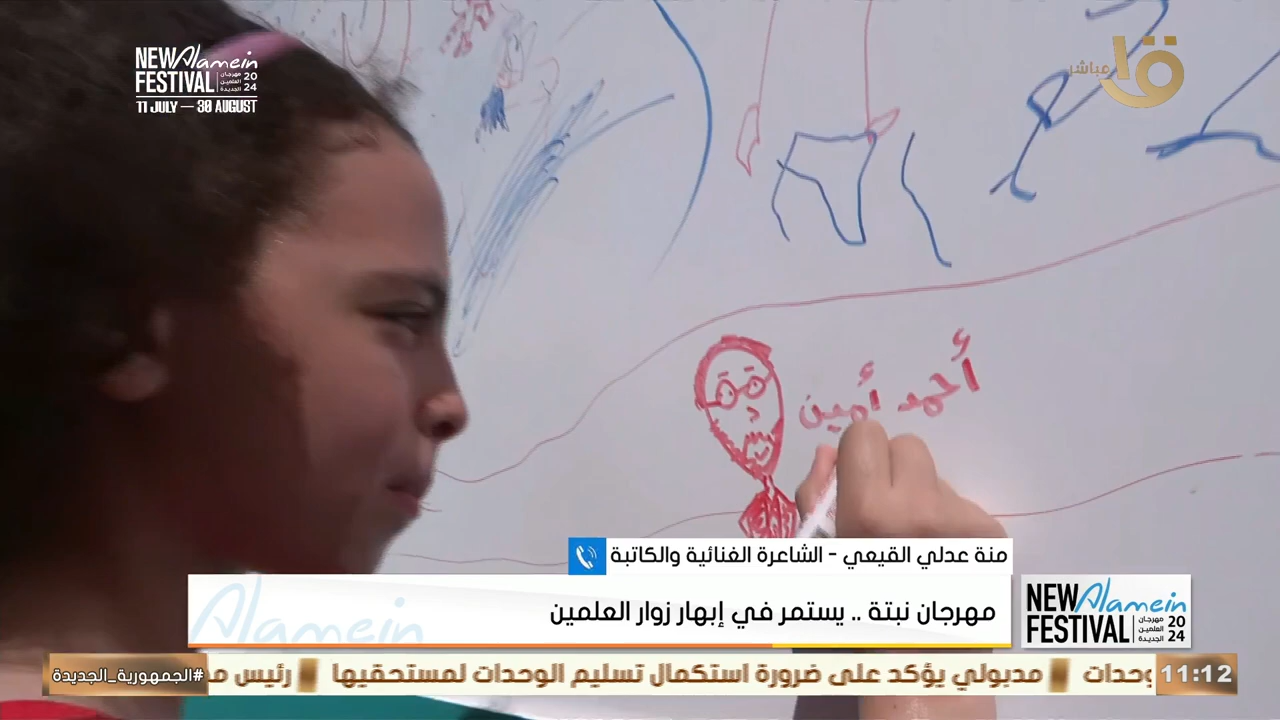 NEW Alamein
FESTIVAL مهرجان العلمين الجديدة 2024
11 JULY — 30 AUGUST
مباشر
أحمد أمين
منة عدلي القيعي - الشاعرة الغنائية والكاتبة
مهرجان نبتة .. يستمر في إبهار زوار العلمين
Alamein
NEW Alamein
FESTIVAL مهرجان العلمين الجديدة 2024
11:12
وحدات
مدبولي يؤكد على ضرورة استكمال تسليم الوحدات لمستحقيها
رئيس
#الجمهورية_الجديدة